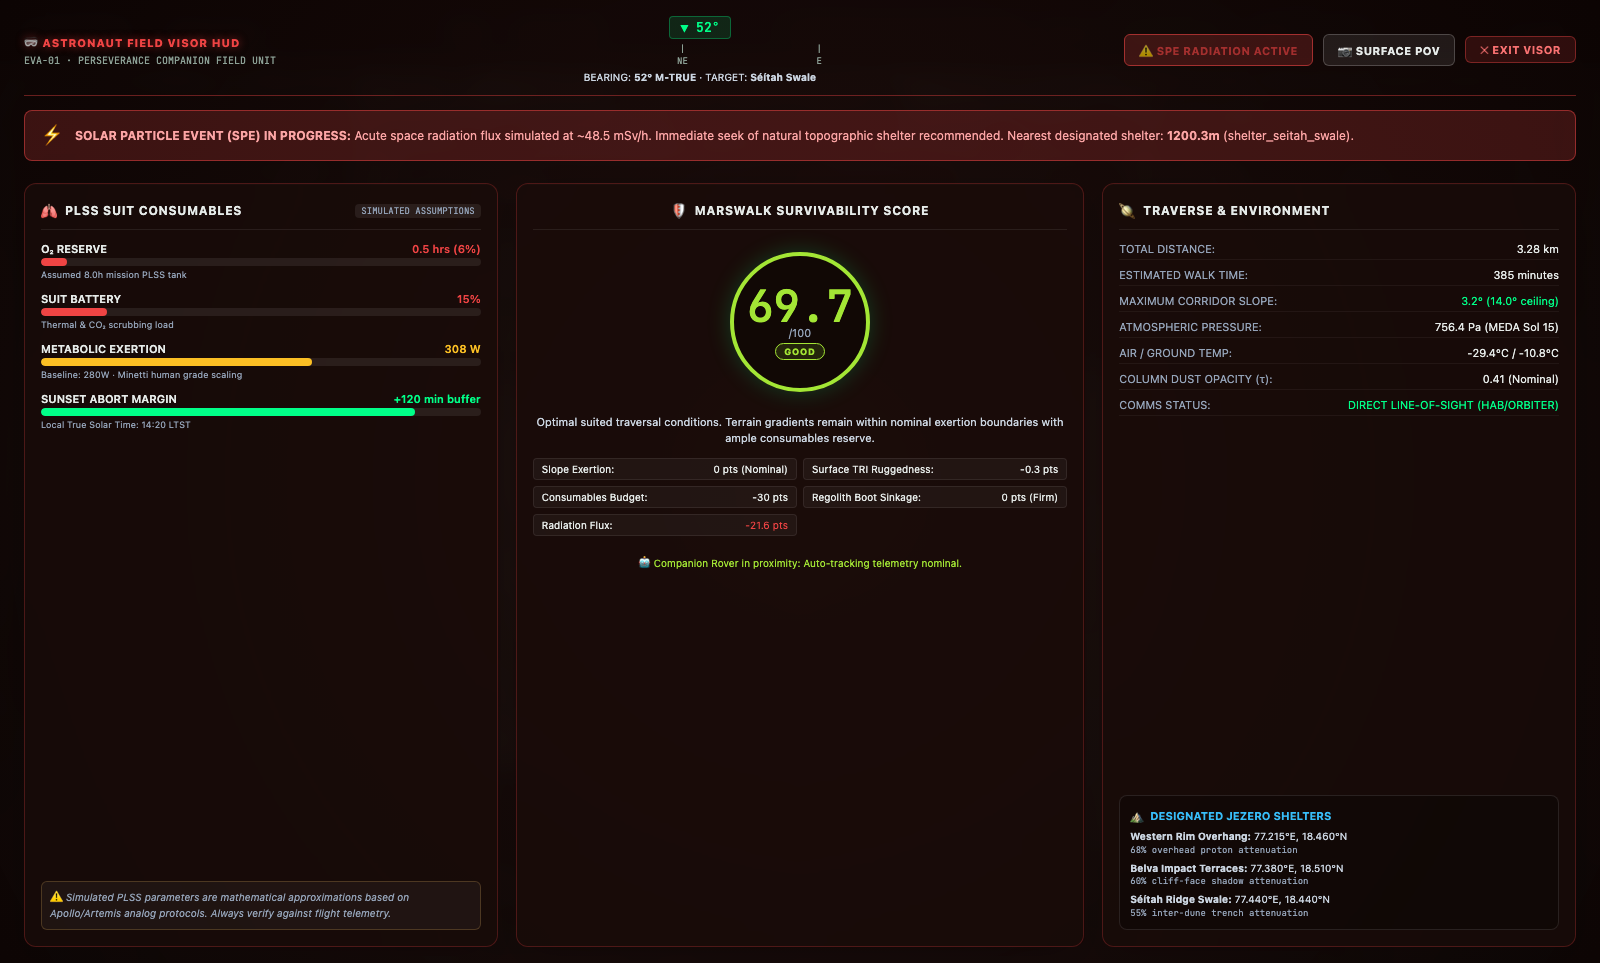 ASTRONAUT FIELD VISOR HUD
EVA-01 · PERSEVERANCE COMPANION FIELD UNIT
▼ 52°
NE
E
BEARING: 52° M-TRUE · TARGET: Séítah Swale
⚠ SPE RADIATION ACTIVE
SURFACE POV
✕ EXIT VISOR
SOLAR PARTICLE EVENT (SPE) IN PROGRESS: Acute space radiation flux simulated at ~48.5 mSv/h. Immediate seek of natural topographic shelter recommended. Nearest designated shelter: 1200.3m (shelter_seitah_swale).
PLSS SUIT CONSUMABLES
SIMULATED ASSUMPTIONS
O₂ RESERVE 0.5 hrs (6%)
Assumed 8.0h mission PLSS tank
SUIT BATTERY 15%
Thermal & CO₂ scrubbing load
METABOLIC EXERTION 308 W
Baseline: 280W · Minetti human grade scaling
SUNSET ABORT MARGIN +120 min buffer
Local True Solar Time: 14:20 LTST
⚠ Simulated PLSS parameters are mathematical approximations based on
Apollo/Artemis analog protocols. Always verify against flight telemetry.
MARSWALK SURVIVABILITY SCORE
69.7
/100
GOOD
Optimal suited traversal conditions. Terrain gradients remain within nominal exertion boundaries with
ample consumables reserve.
Slope Exertion: 0 pts (Nominal)
Surface TRI Ruggedness: -0.3 pts
Consumables Budget: -30 pts
Regolith Boot Sinkage: 0 pts (Firm)
Radiation Flux: -21.6 pts
Companion Rover in proximity: Auto-tracking telemetry nominal.
TRAVERSE & ENVIRONMENT
TOTAL DISTANCE: 3.28 km
ESTIMATED WALK TIME: 385 minutes
MAXIMUM CORRIDOR SLOPE: 3.2° (14.0° ceiling)
ATMOSPHERIC PRESSURE: 756.4 Pa (MEDA Sol 15)
AIR / GROUND TEMP: -29.4°C / -10.8°C
COLUMN DUST OPACITY (τ): 0.41 (Nominal)
COMMS STATUS: DIRECT LINE-OF-SIGHT (HAB/ORBITER)
DESIGNATED JEZERO SHELTERS
Western Rim Overhang: 77.215°E, 18.460°N
68% overhead proton attenuation
Belva Impact Terraces: 77.380°E, 18.510°N
60% cliff-face shadow attenuation
Séítah Ridge Swale: 77.440°E, 18.440°N
55% inter-dune trench attenuation